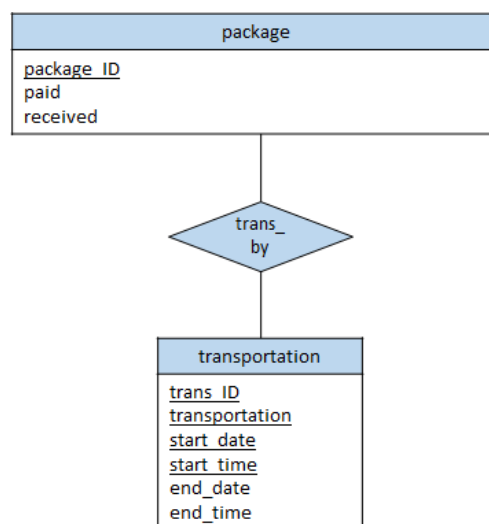 package
package_ID
paid
received
trans_
by
transportation
trans_ID
transportation
start_date
start_time
end_date
end_time